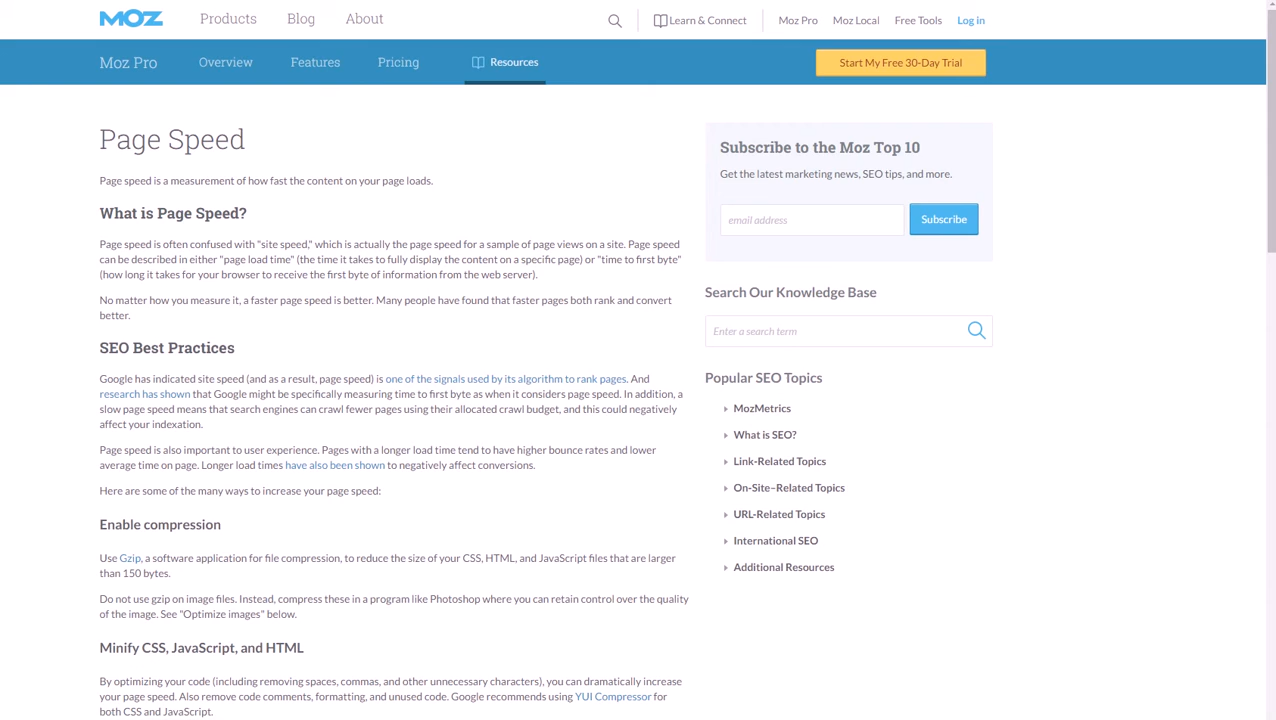 MOZ
Products
Blog
About
Learn & Connect
Moz Pro
Moz Local
Free Tools
Log in
Moz Pro
Overview
Features
Pricing
Resources
Start My Free 30-Day Trial
Page Speed
Page speed is a measurement of how fast the content on your page loads.
What is Page Speed?
Page speed is often confused with "site speed," which is actually the page speed for a sample of page views on a site. Page speed
can be described in either "page load time" (the time it takes to fully display the content on a specific page) or "time to first byte"
(how long it takes for your browser to receive the first byte of information from the web server).
No matter how you measure it, a faster page speed is better. Many people have found that faster pages both rank and convert
better.
SEO Best Practices
Google has indicated site speed (and as a result, page speed) is one of the signals used by its algorithm to rank pages. And
research has shown that Google might be specifically measuring time to first byte as when it considers page speed. In addition, a
slow page speed means that search engines can crawl fewer pages using their allocated crawl budget, and this could negatively
affect your indexation.
Page speed is also important to user experience. Pages with a longer load time tend to have higher bounce rates and lower
average time on page. Longer load times have also been shown to negatively affect conversions.
Here are some of the many ways to increase your page speed:
Enable compression
Use Gzip, a software application for file compression, to reduce the size of your CSS, HTML, and JavaScript files that are larger
than 150 bytes.
Do not use gzip on image files. Instead, compress these in a program like Photoshop where you can retain control over the quality
of the image. See "Optimize images" below.
Minify CSS, JavaScript, and HTML
By optimizing your code (including removing spaces, commas, and other unnecessary characters), you can dramatically increase
your page speed. Also remove code comments, formatting, and unused code. Google recommends using YUI Compressor for
both CSS and JavaScript.
Subscribe to the Moz Top 10
Get the latest marketing news, SEO tips, and more.
email address
Subscribe
Search Our Knowledge Base
Enter a search term
Popular SEO Topics
MozMetrics
What is SEO?
Link-Related Topics
On-Site–Related Topics
URL-Related Topics
International SEO
Additional Resources